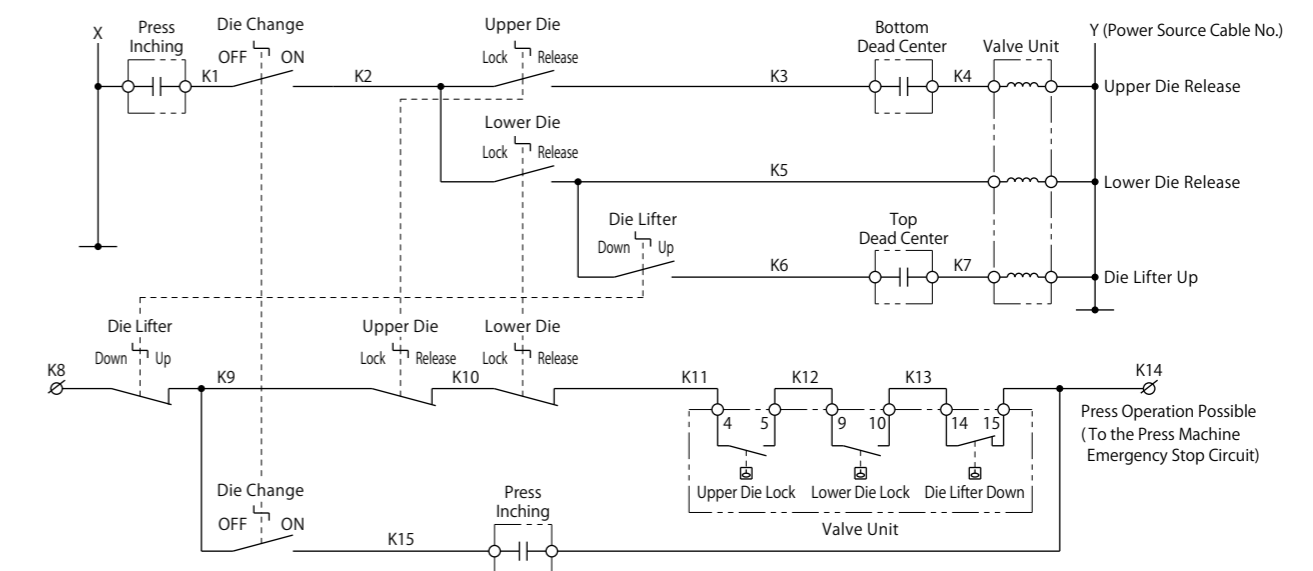 X
Press
Inching
Die Change
OFF ON
Upper Die
Lock Release
Bottom
Dead Center
Valve Unit
Y (Power Source Cable No.)
K1
K2
K3
K4
Upper Die Release
Lower Die
Lock Release
K5
Lower Die Release
Die Lifter
Down Up
Top
Dead Center
K6
K7
Die Lifter Up
Die Lifter
Down Up
Upper Die
Lock Release
Lower Die
Lock Release
K8
K9
K10
K11
K12
K13
K14
4 5 9 10 14 15
Press Operation Possible
(To the Press Machine
Emergency Stop Circuit)
Upper Die Lock
Lower Die Lock
Die Lifter Down
Valve Unit
Die Change
OFF ON
K15
Press
Inching